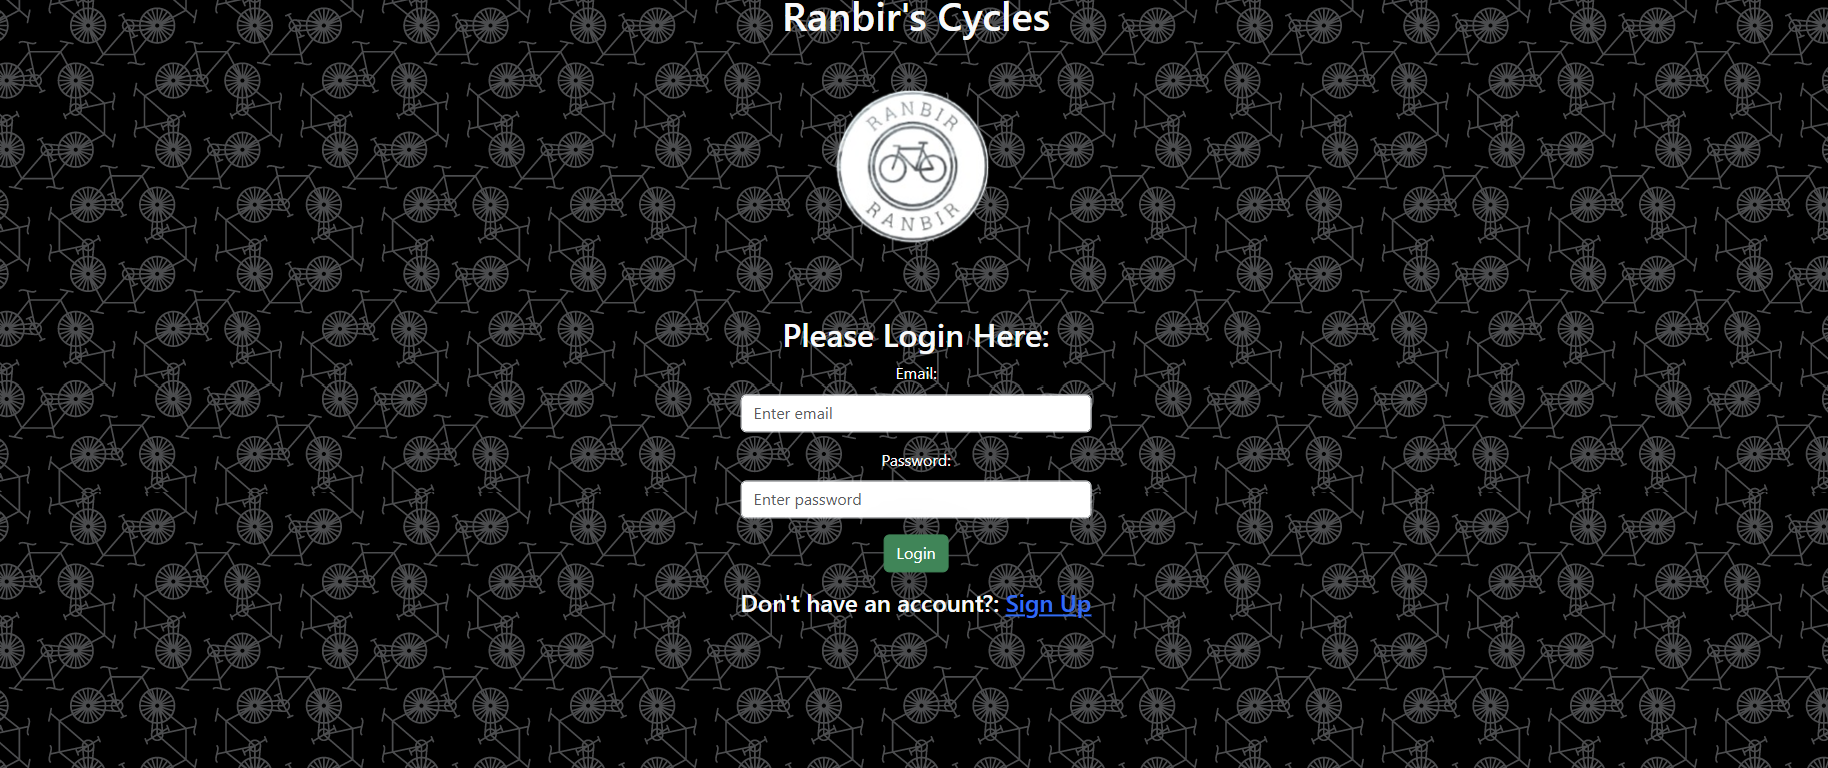 Ranbir's Cycles
RANBIR
RANBIR
Please Login Here:
Email:
Enter email
Password:
Enter password
Login
Don't have an account?: Sign Up